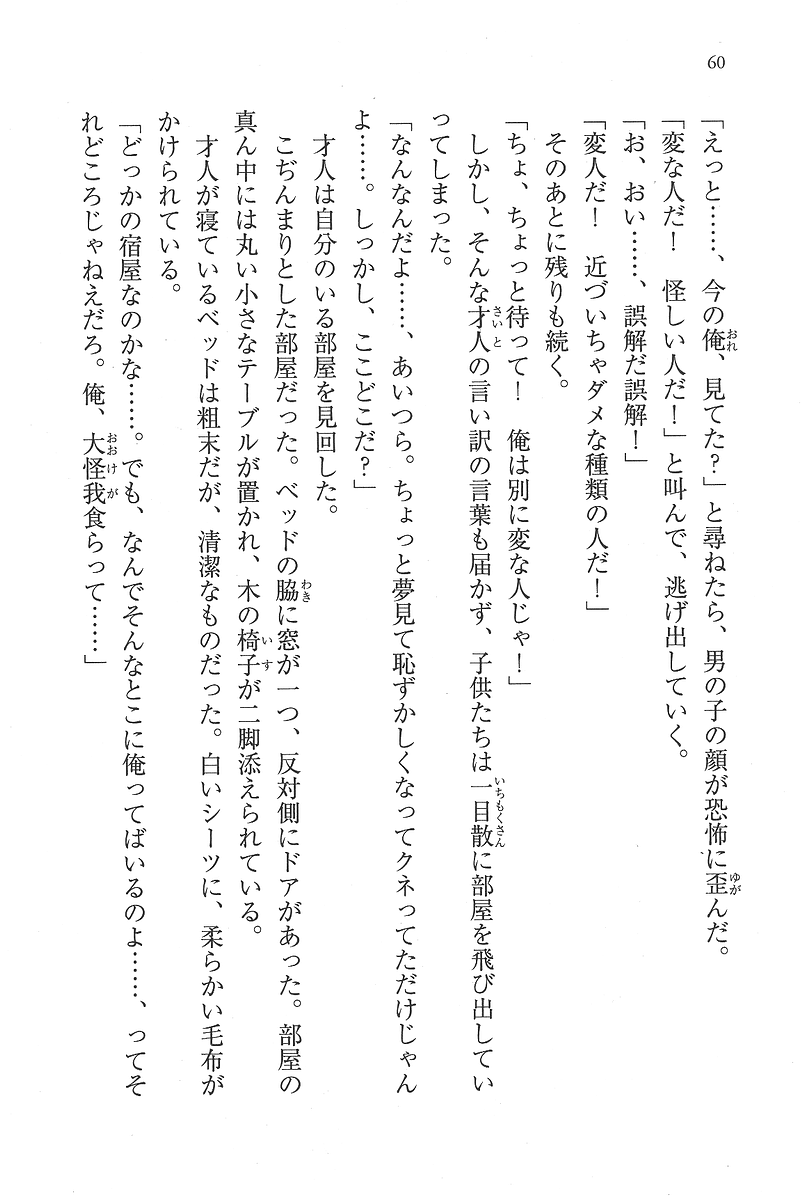 60
「えっと……、今の俺、見てた?」と尋ねたら、男の子の顔が恐怖に歪んだ。
「変な人だ! 怪しい人だ!」と叫んで、逃げ出していく。
「お、おい……、誤解だ誤解!」
「変人だ! 近づいちゃダメな種類の人だ!」
そのあとに残りも続く。
「ちょ、ちょっと待って! 俺は別に変な人じゃ!」
しかし、そんな才人の言い訳の言葉も届かず、子供たちは一目散に部屋を飛び出してい
ってしまった。
「なんなんだよ……、あいつら。ちょっと夢見て恥ずかしくなってクネってただけじゃん
よ……。しっかし、ここどこだ?」
才人は自分のいる部屋を見回した。
こぢんまりとした部屋だった。ベッドの脇に窓が一つ、反対側にドアがあった。部屋の
真ん中には丸い小さなテーブルが置かれ、木の椅子が二脚添えられている。
才人が寝ているベッドは粗末だが、清潔なものだった。白いシーツに、柔らかい毛布が
かけられている。
「どっかの宿屋なのかな……。でも、なんでそんなとこに俺ってばいるのよ……、ってそ
れどころじゃねえだろ。俺、大怪我食らって……」